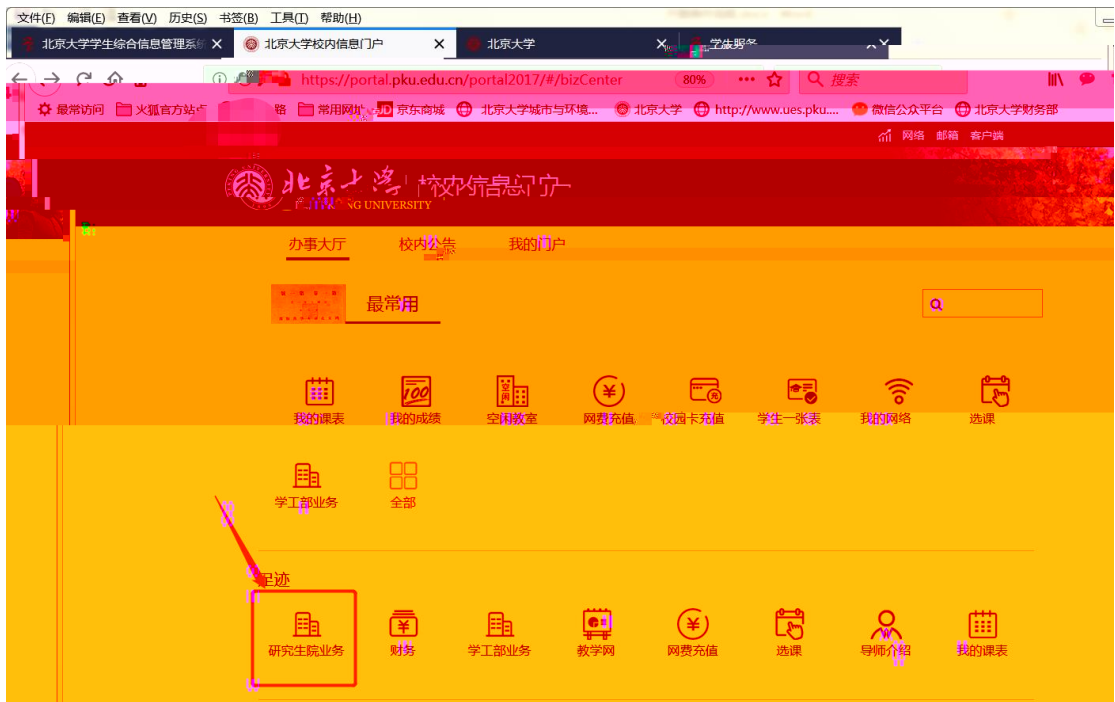 文件(F) 编辑(E) 查看(V) 历史(S) 书签(B) 工具(T) 帮助(H)
北京大学学生综合信息管理系统 北京大学校内信息门户 北京大学
https://portal.pku.edu.cn/portal2017/#/bizCenter 80% 搜索
最常访问 火狐官方站点 常用网址 京东商城 北京大学城市与环境... 北京大学 http://www.ues.pku.... 微信公众平台 北京大学财务部
网络 邮箱 客户端
北京大学 校内信息门户
UNIVERSITY
办事大厅 校内公告 我的门户
最常用
我的课表 我的成绩 空闲教室 网费充值 校园卡充值 学生一张表 我的网络 选课
学工部业务 全部
足迹
研究生院业务 财务 学工部业务 教学网 网费充值 选课 导师介绍 我的课表